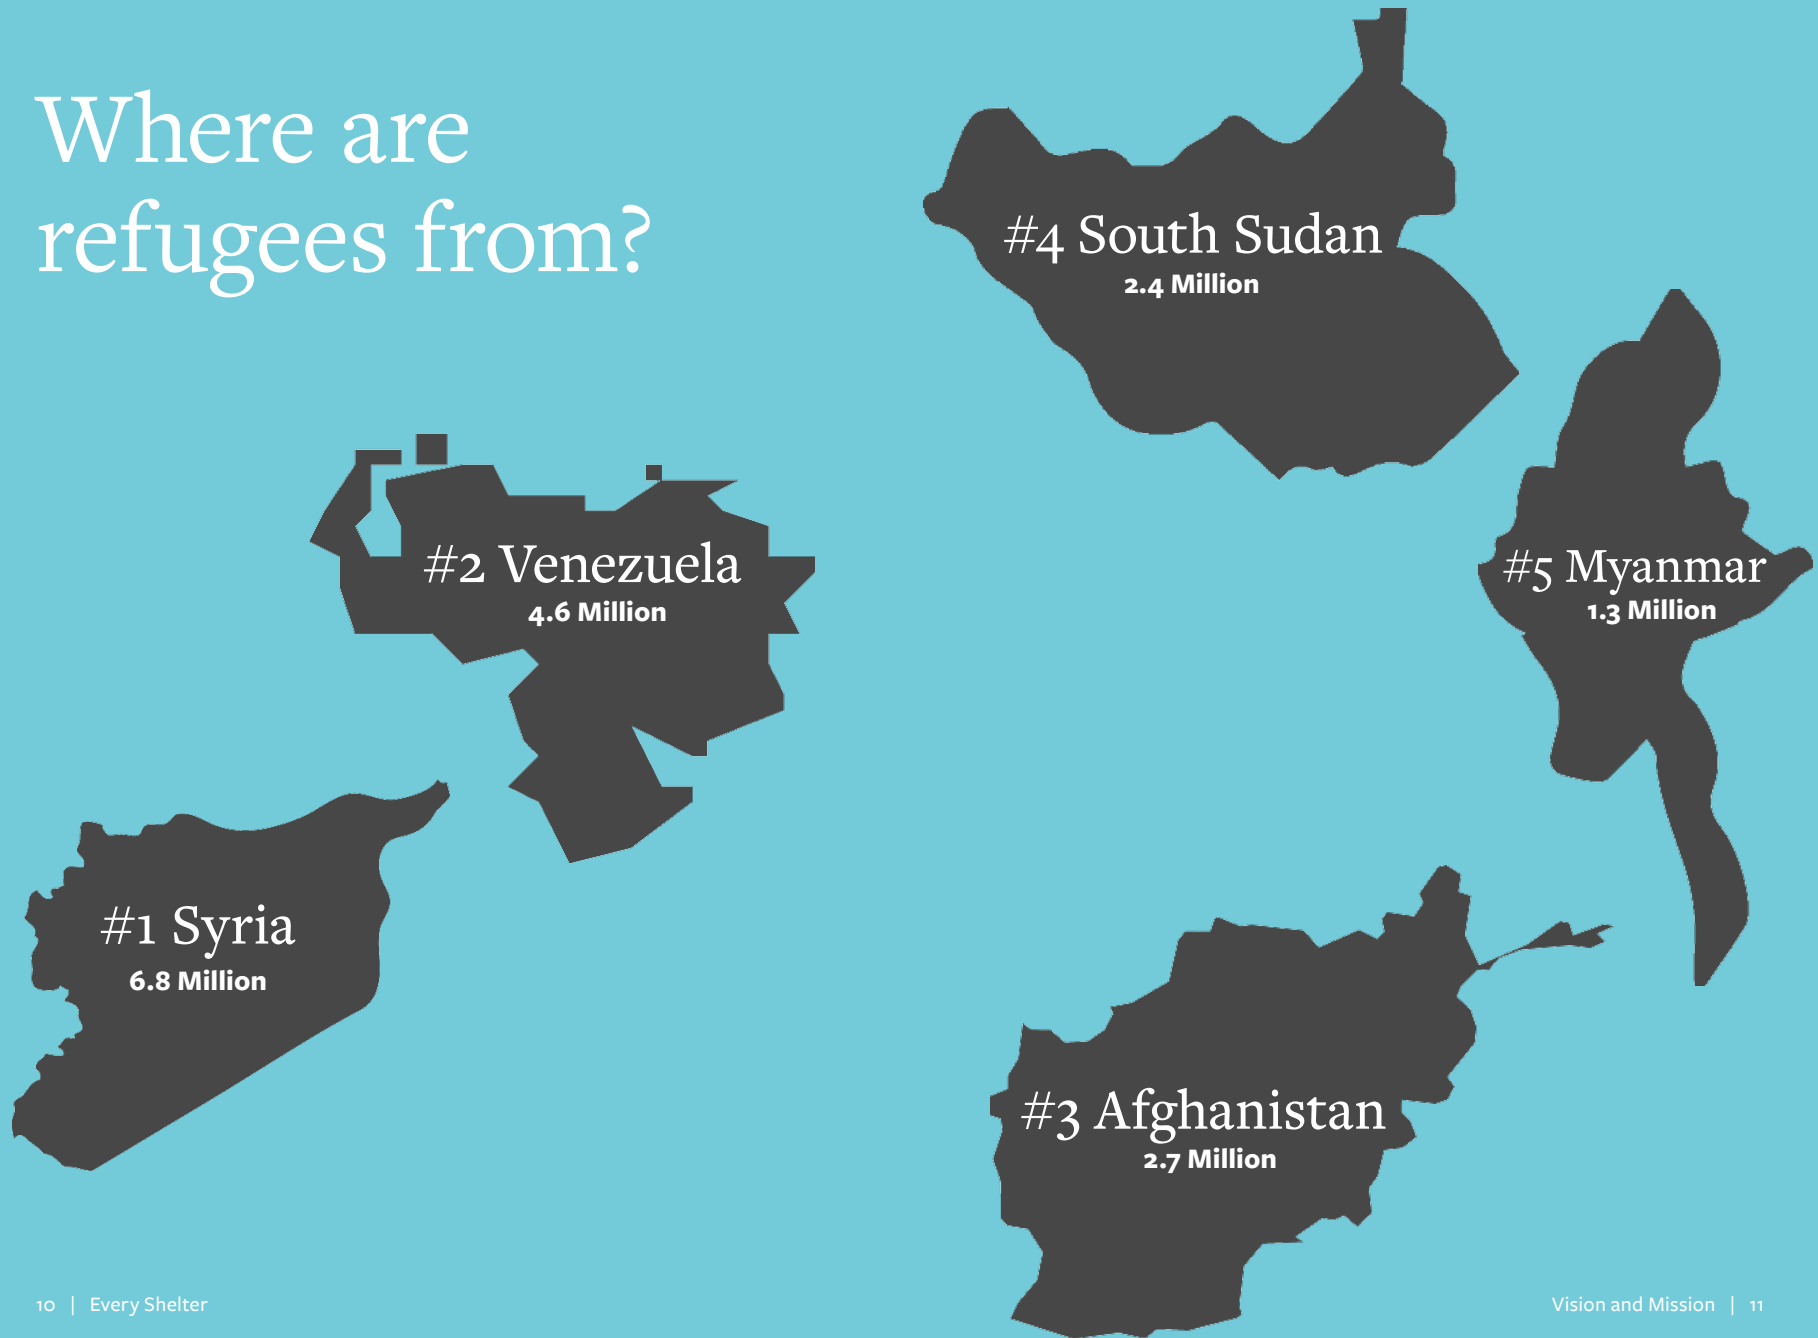 Where are
refugees from?
#4 South Sudan
2.4 Million
#2 Venezuela
4.6 Million
#5 Myanmar
1.3 Million
#1 Syria
6.8 Million
#3 Afghanistan
2.7 Million
10 | Every Shelter
Vision and Mission | 11